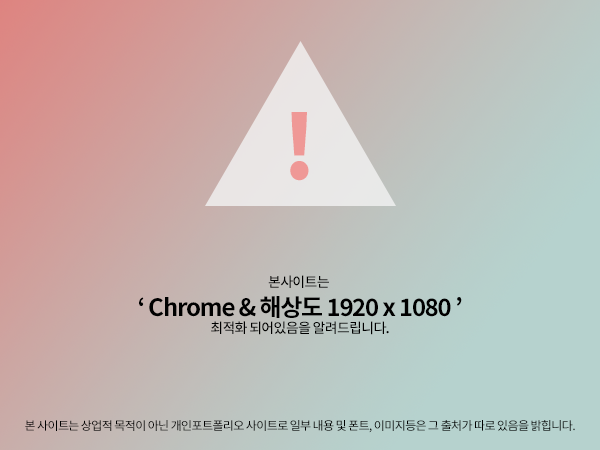 !
본사이트는
‘ Chrome & 해상도 1920 x 1080 ’
최적화 되어있음을 알려드립니다.
본 사이트는 상업적 목적이 아닌 개인포트폴리오 사이트로 일부 내용 및 폰트, 이미지등은 그 출처가 따로 있음을 밝힙니다.